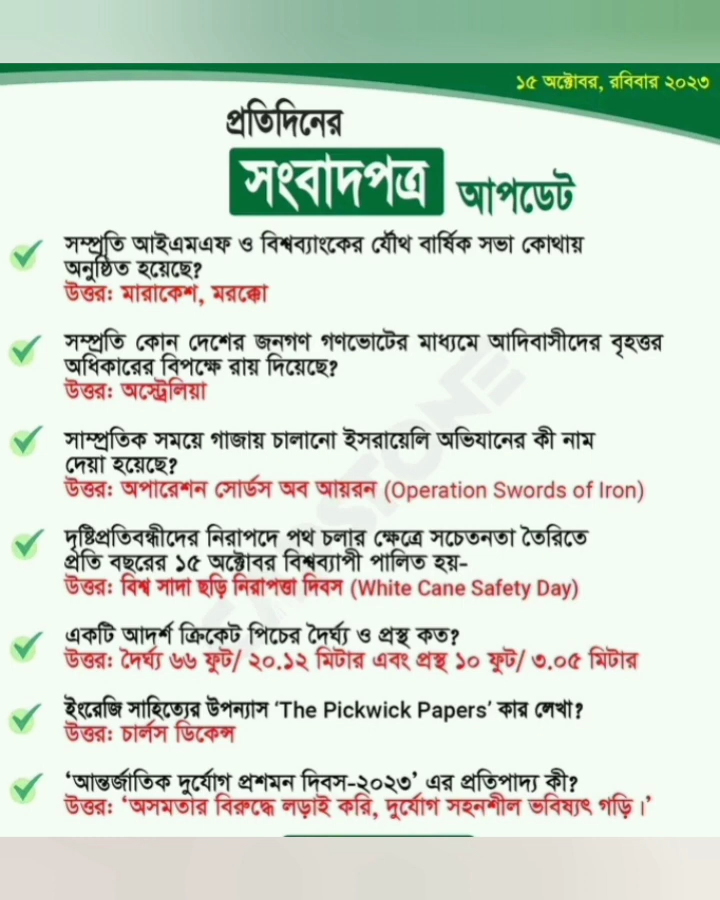 ১৫ অক্টোবর, রবিবার ২০২৩
প্রতিদিনের
সংবাদপত্র আপডেট
সম্প্রতি আইএমএফ ও বিশ্বব্যাংকের যৌথ বার্ষিক সভা কোথায়
অনুষ্ঠিত হয়েছে?
উত্তর: মারাকেশ, মরক্কো
সম্প্রতি কোন দেশের জনগণ গণভোটের মাধ্যমে আদিবাসীদের বৃহত্তর
অধিকারের বিপক্ষে রায় দিয়েছে?
উত্তর: অস্ট্রেলিয়া
সাম্প্রতিক সময়ে গাজায় চালানো ইসরায়েলি অভিযানের কী নাম
দেয়া হয়েছে?
উত্তর: অপারেশন সোর্ডস অব আয়রন (Operation Swords of Iron)
দৃষ্টিপ্রতিবন্ধীদের নিরাপদে পথ চলার ক্ষেত্রে সচেতনতা তৈরিতে
প্রতি বছরের ১৫ অক্টোবর বিশ্বব্যাপী পালিত হয়-
উত্তর: বিশ্ব সাদা ছড়ি নিরাপত্তা দিবস (White Cane Safety Day)
একটি আদর্শ ক্রিকেট পিচের দৈর্ঘ্য ও প্রস্থ কত?
উত্তর: দৈর্ঘ্য ৬৬ ফুট/ ২০.১২ মিটার এবং প্রস্থ ১০ ফুট/ ৩.০৫ মিটার
ইংরেজি সাহিত্যের উপন্যাস ‘The Pickwick Papers’ কার লেখা?
উত্তর: চার্লস ডিকেন্স
‘আন্তর্জাতিক দুর্যোগ প্রশমন দিবস-২০২৩’ এর প্রতিপাদ্য কী?
উত্তর: ‘অসমতার বিরুদ্ধে লড়াই করি, দুর্যোগ সহনশীল ভবিষ্যৎ গড়ি।’